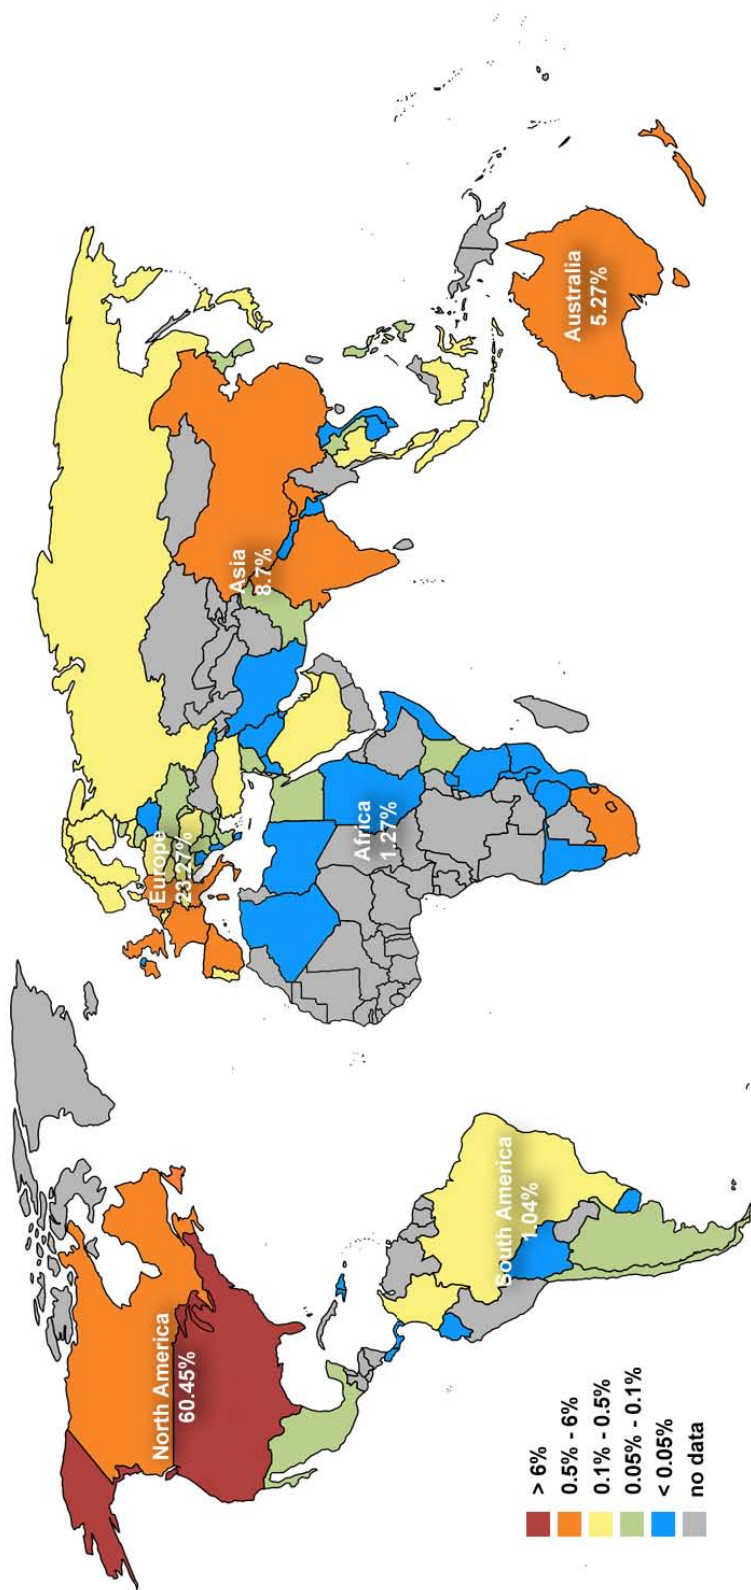 North America
60.45%
Europe
23.27%
Asia
8.7%
Africa
1.27%
South America
1.04%
Australia
5.27%
> 6%
0.5% - 6%
0.1% - 0.5%
0.05% - 0.1%
< 0.05%
no data